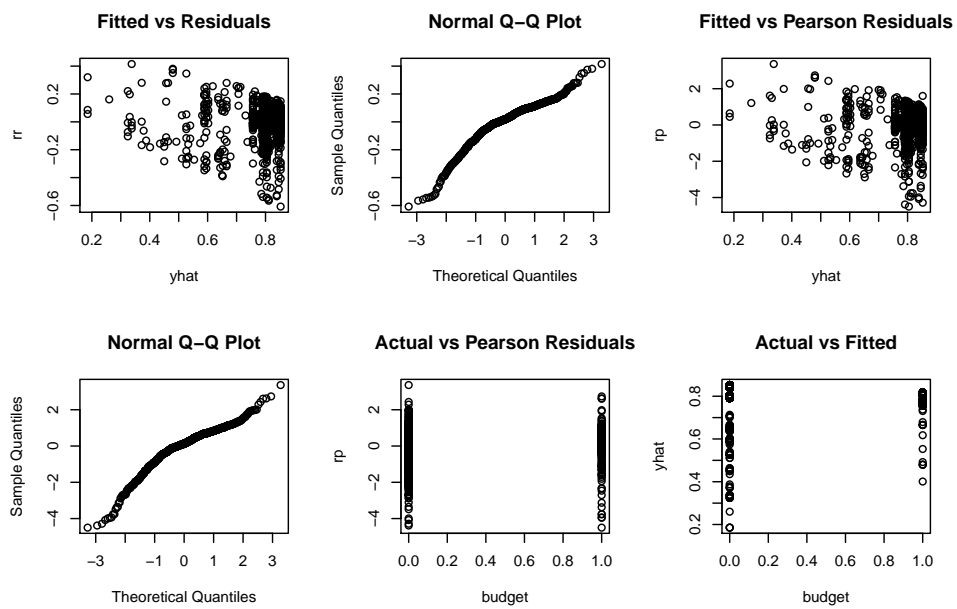 Fitted vs Residuals
rr
0.2
−0.2
−0.6
0.2 0.4 0.6 0.8
yhat
Normal Q−Q Plot
Sample Quantiles
0.2
−0.2
−0.6
−3 −2 −1 0 1 2 3
Theoretical Quantiles
Fitted vs Pearson Residuals
rp
2
0
−2
−4
0.2 0.4 0.6 0.8
yhat
Normal Q−Q Plot
Sample Quantiles
2
0
−2
−4
−3 −2 −1 0 1 2 3
Theoretical Quantiles
Actual vs Pearson Residuals
rp
2
0
−2
−4
0.0 0.2 0.4 0.6 0.8 1.0
budget
Actual vs Fitted
yhat
0.8
0.6
0.4
0.2
0.0 0.2 0.4 0.6 0.8 1.0
budget